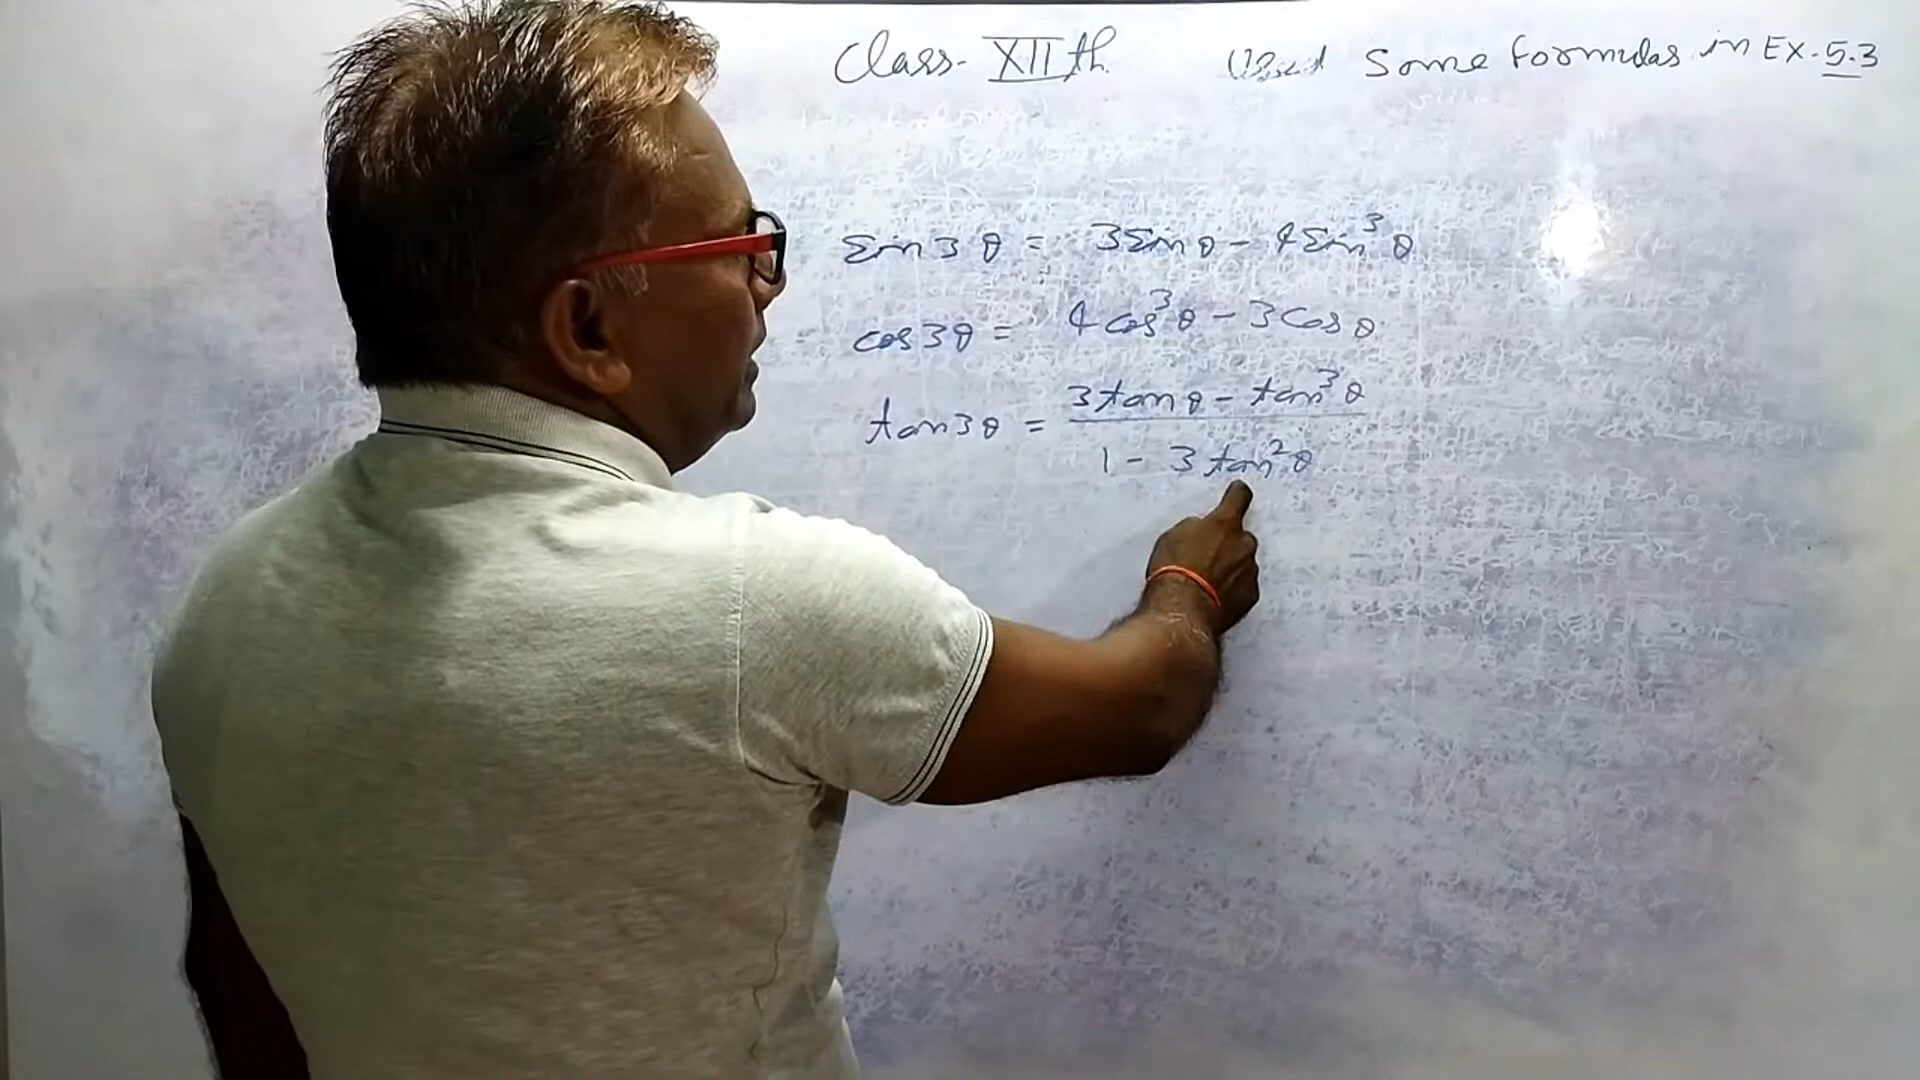 Class- XIIth Used Some formulas in EX-5.3
Sin3θ = 3Sinθ - 4Sin³θ
cos3θ = 4cos³θ - 3cosθ
tan3θ = 3tanθ - tan³θ
1 - 3tan²θ